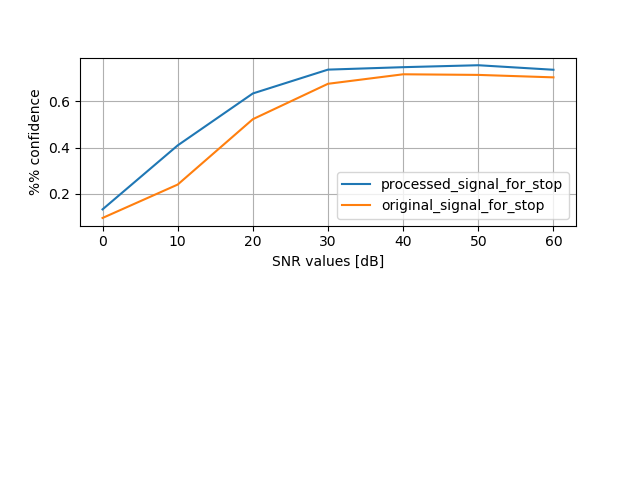 0.6
0.4
0.2
%% confidence
processed_signal_for_stop
original_signal_for_stop
0 10 20 30 40 50 60
SNR values [dB]